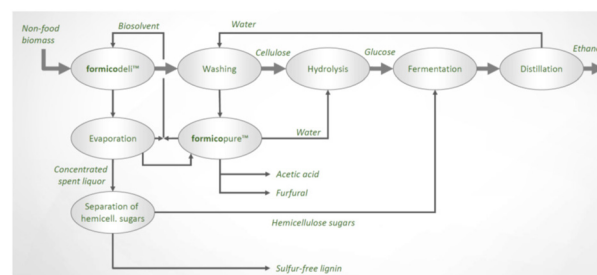 Non-food
biomass
Biosolvent
Water
formicodeli™
Washing
Cellulose
Hydrolysis
Glucose
Fermentation
Distillation
Ethano
Evaporation
formicopure™
Water
Concentrated
spent liquor
Acetic acid
Furfural
Separation of
hemicell. sugars
Hemicellulose sugars
Sulfur-free lignin